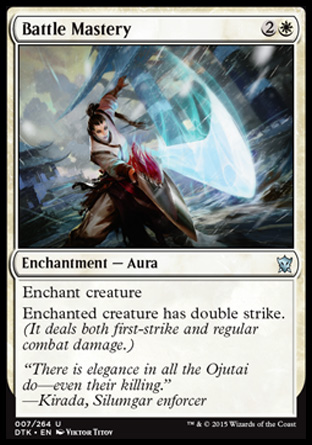 Battle Mastery 2
Enchantment — Aura
Enchant creature
Enchanted creature has double strike.
(It deals both first-strike and regular
combat damage.)
"There is elegance in all the Ojutai
do—even their killing."
—Kirada, Silumgar enforcer
007/264 U
DTK • EN Viktor Titov
™ & © 2015 Wizards of the Coast